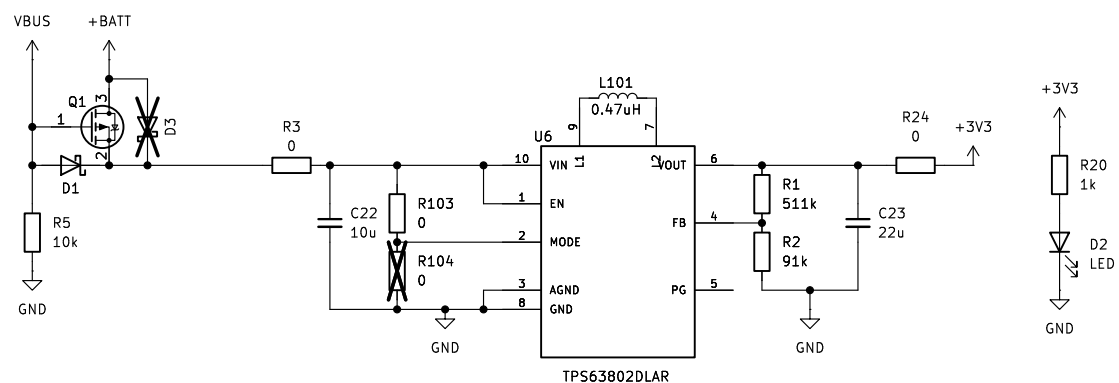 VBUS
+BATT
Q1
3
1
2
D3
D1
R5
10k
GND
R3
0
C22
10u
R103
0
R104
0
GND
L101
0.47uH
9
7
U6
L1
L2
10
VIN
1
EN
2
MODE
3
AGND
8
GND
VOUT
6
FB
4
PG
5
TPS63802DLAR
R1
511k
R2
91k
C23
22u
GND
R24
0
+3V3
+3V3
R20
1k
D2
LED
GND